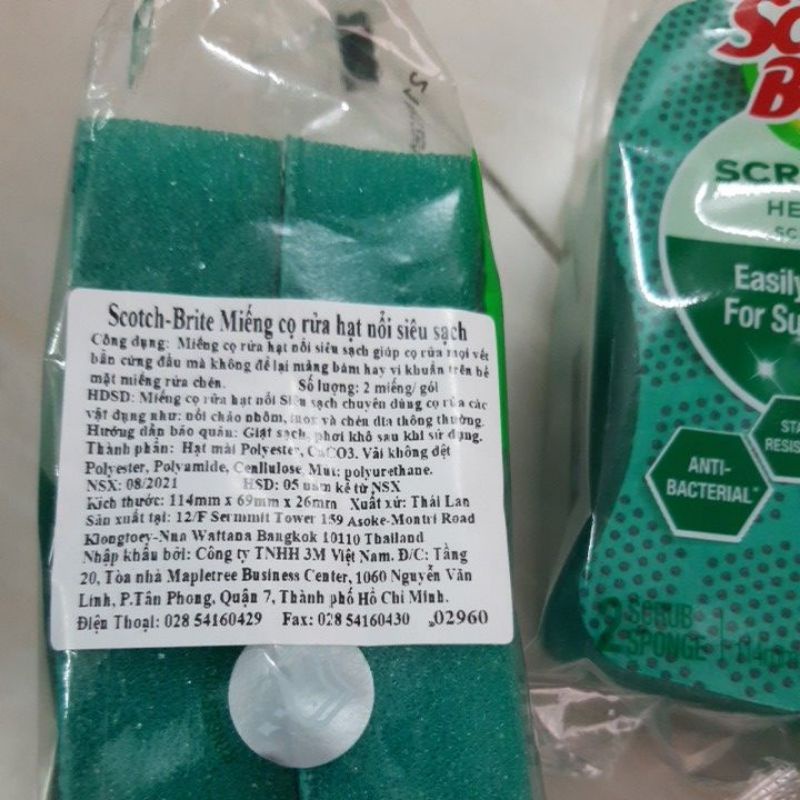 Scotch-Brite Miếng cọ rửa hạt nổi siêu sạch
Công dụng: Miếng cọ rửa hạt nổi siêu sạch giúp cọ rửa mọi vết
bẩn cứng đầu mà không để lại mảng bám hay vi khuẩn trên bề
mặt miếng rửa chén. Số lượng: 2 miếng/ gói
HDSD: Miếng cọ rửa hạt nổi Siêu sạch chuyên dùng cọ rửa các
vật dụng như: nồi chảo nhôm, inox và chén dĩa thông thường.
Hướng dẫn bảo quản: Giặt sạch, phơi khô sau khi sử dụng.
Thành phần: Hạt mài Polyester, CaCO3. Vải không dệt
Polyester, Polyamide, Cenllulose, Mut: polyurethane.
NSX: 08/2021 HSD: 05 năm kể từ NSX
Kích thước: 114mm x 69mm x 26mm Xuất xứ: Thái Lan
Sản xuất tại: 12/F Sermmit Tower 159 Asoke-Montri Road
Klongtoey-Nua Wattana Bangkok 10110 Thailand
Nhập khẩu bởi: Công ty TNHH 3M Việt Nam. Đ/C: Tầng
20, Tòa nhà Mapletree Business Center, 1060 Nguyễn Văn
Linh, P.Tân Phong, Quận 7, Thành phố Hồ Chí Minh.
Điện Thoại: 028 54160429 Fax: 028 54160430 02960
Easily
For Su
ANTI-
BACTERIAL
2 SCRUB
SPONGE